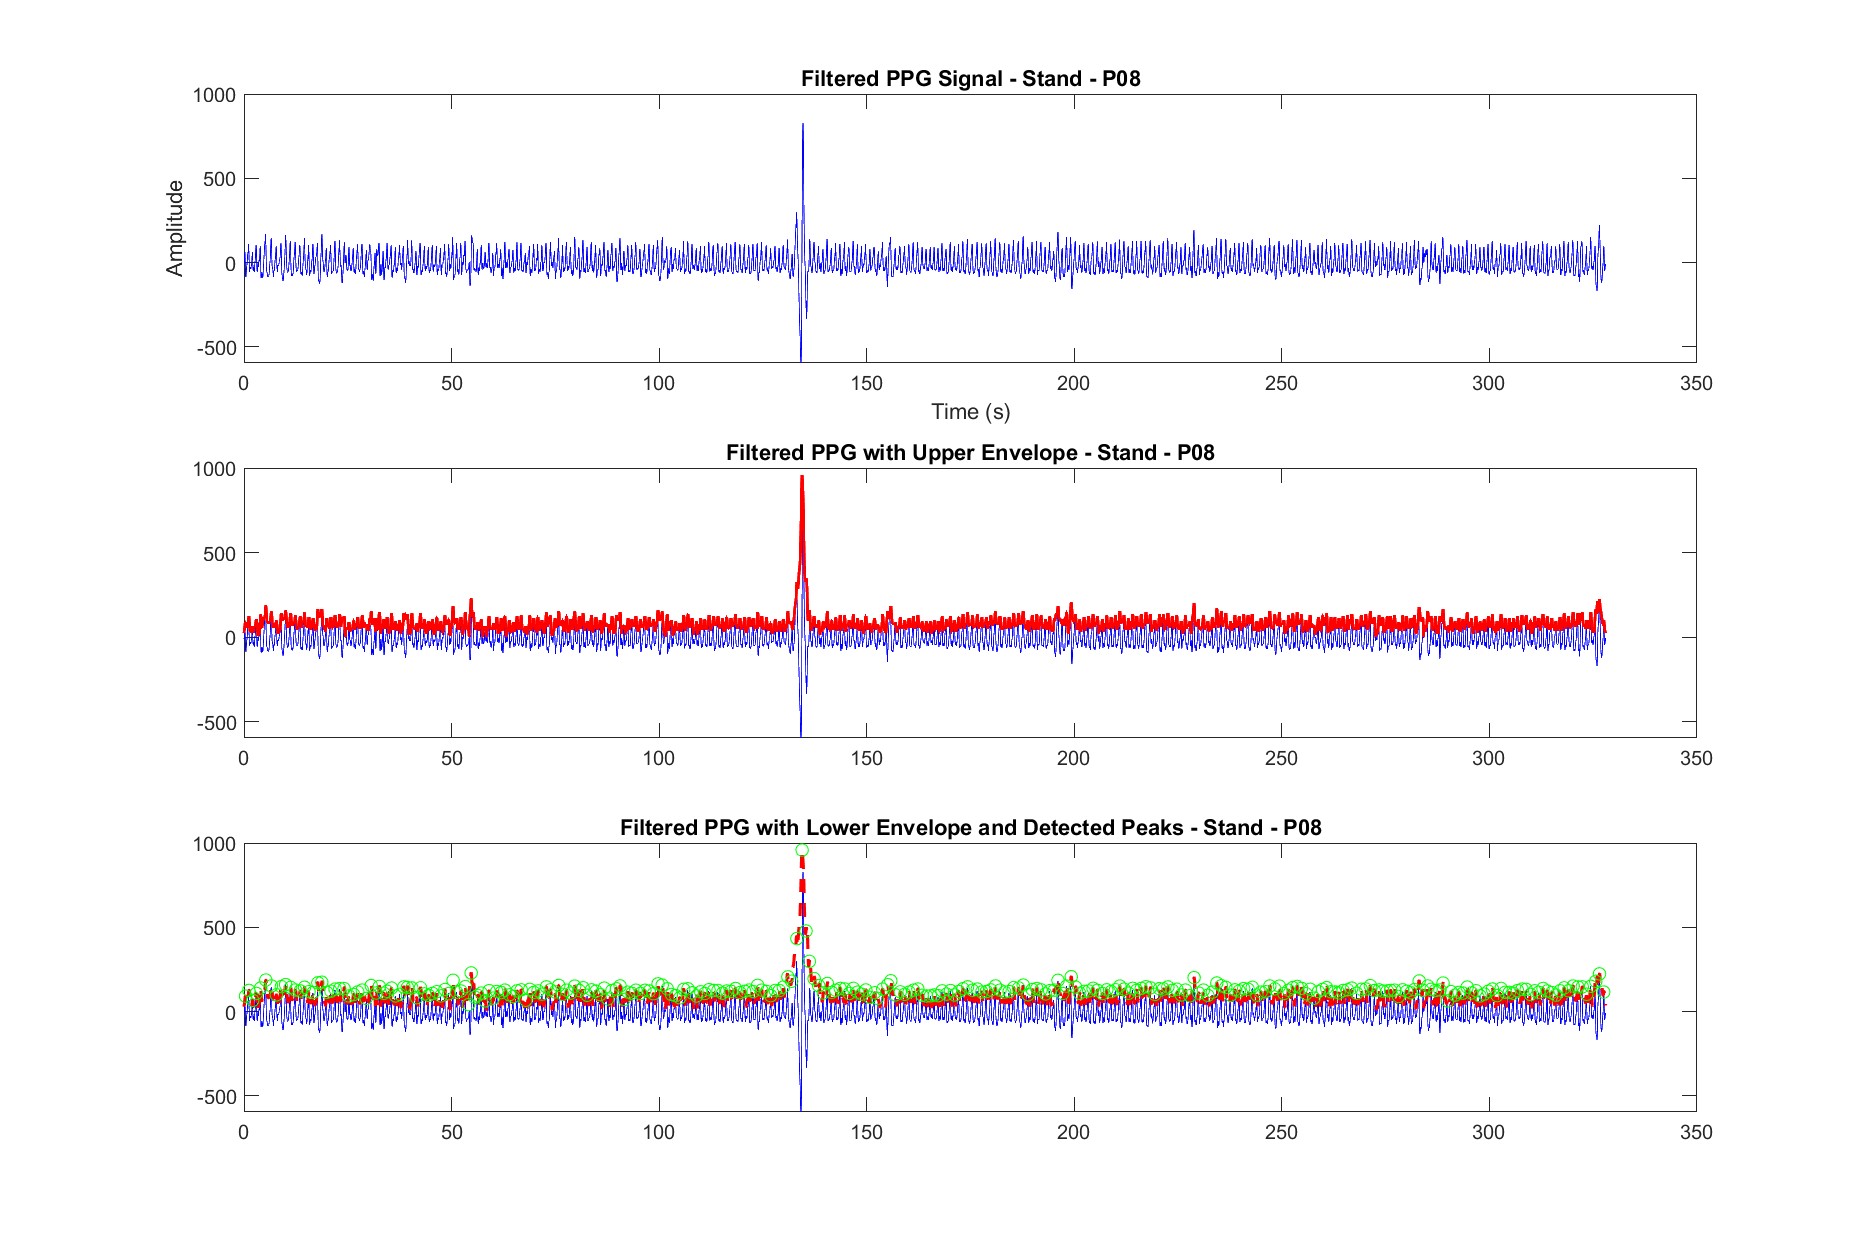 Filtered PPG Signal - Stand - P08
1000
500
0
-500
Amplitude
0 50 100 150 200 250 300 350
Time (s)
Filtered PPG with Upper Envelope - Stand - P08
1000
500
0
-500
0 50 100 150 200 250 300 350
Filtered PPG with Lower Envelope and Detected Peaks - Stand - P08
1000
500
0
-500
0 50 100 150 200 250 300 350